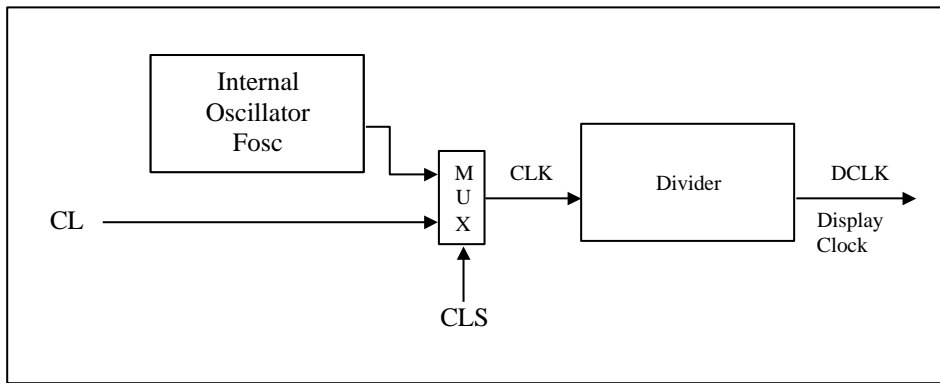 Internal
Oscillator
Fosc
M
U
X
CLK
Divider
DCLK
Display
Clock
CL
CLS